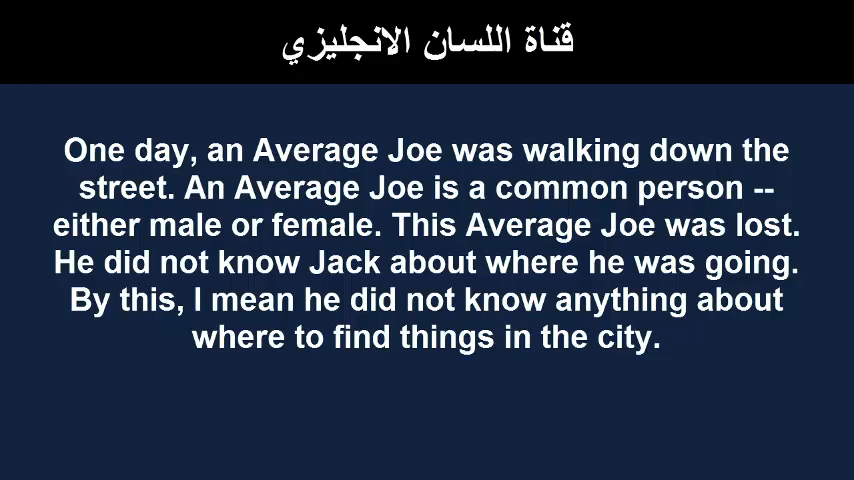 قناة اللسان الانجليزي
One day, an Average Joe was walking down the
street. An Average Joe is a common person --
either male or female. This Average Joe was lost.
He did not know Jack about where he was going.
By this, I mean he did not know anything about
where to find things in the city.